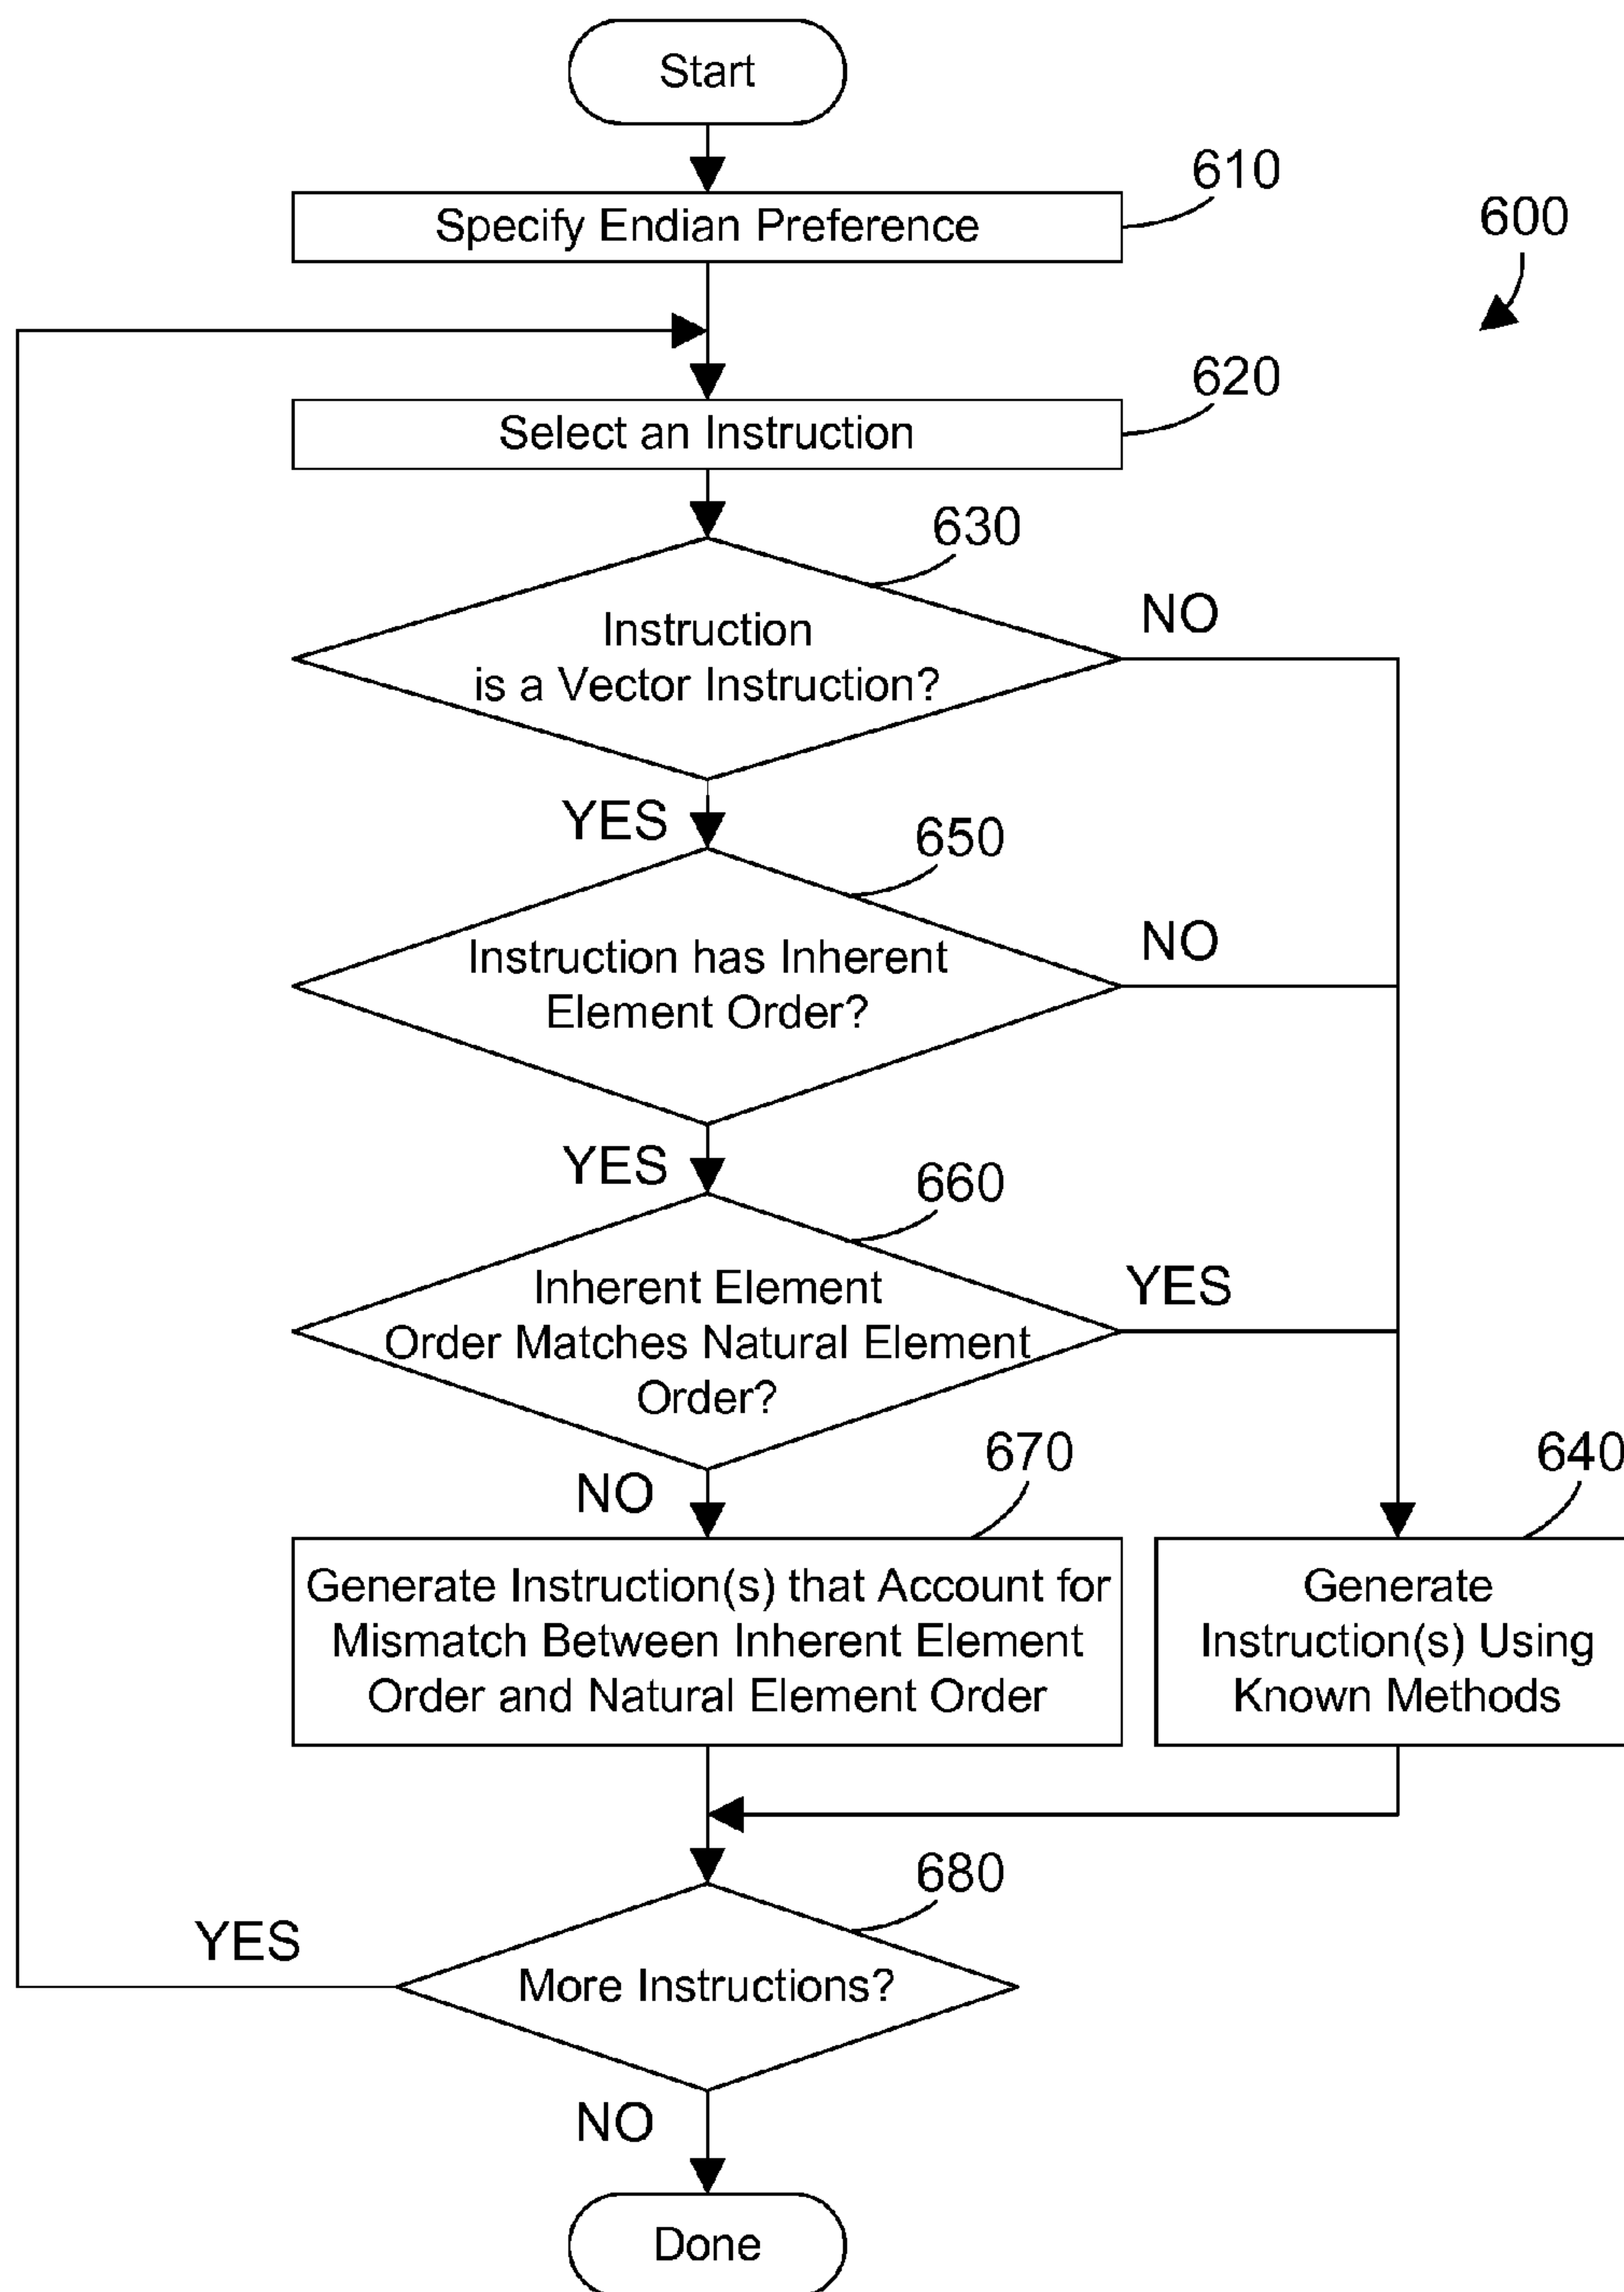 Start
610
Specify Endian Preference
600
620
Select an Instruction
630
Instruction
is a Vector Instruction?
NO
YES
650
Instruction has Inherent
Element Order?
NO
YES
660
Inherent Element
Order Matches Natural Element
Order?
YES
NO
670
640
Generate Instruction(s) that Account for
Mismatch Between Inherent Element
Order and Natural Element Order
Generate
Instruction(s) Using
Known Methods
680
YES
More Instructions?
NO
Done